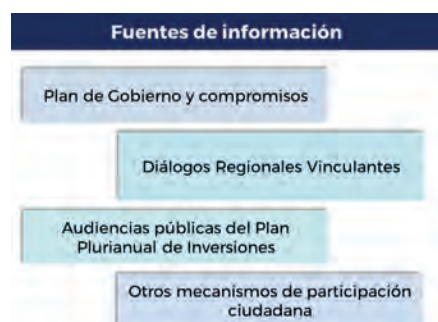 Fuentes de información
Plan de Gobierno y compromisos
Diálogos Regionales Vinculantes
Audiencias públicas del Plan
Plurianual de Inversiones
Otros mecanismos de participación
ciudadana